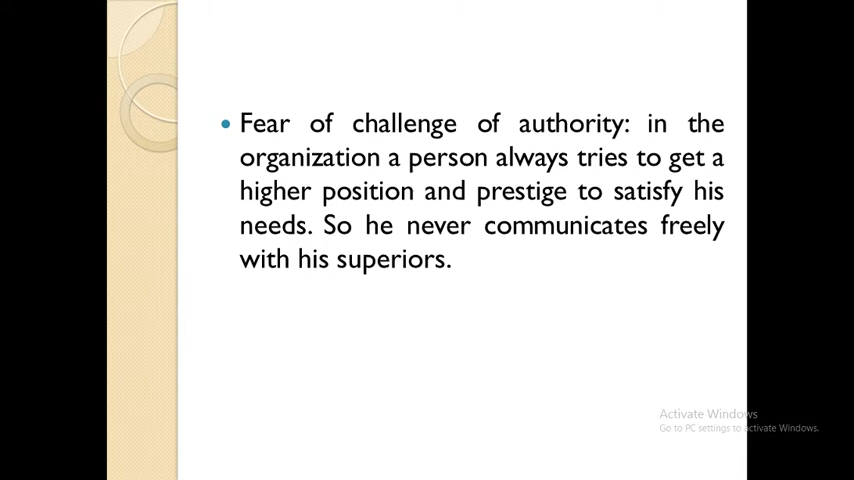 • Fear of challenge of authority: in the
organization a person always tries to get a
higher position and prestige to satisfy his
needs. So he never communicates freely
with his superiors.
Activate Windows
Go to PC settings to activate Windows.